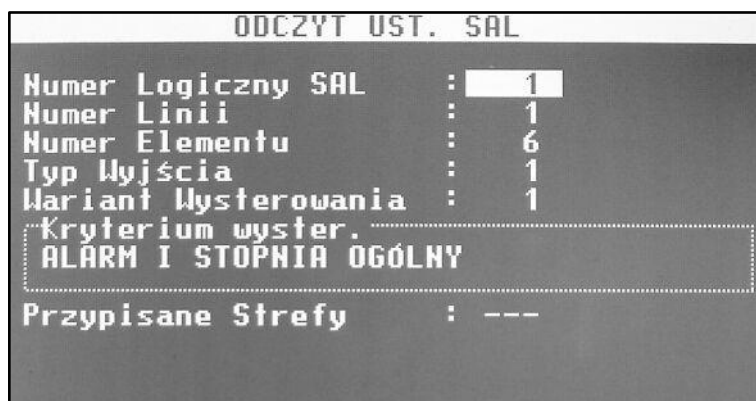 ODCZYT UST. SAL
Numer Logiczny SAL : 1
Numer Linii : 1
Numer Elementu : 6
Typ Wyjścia : 1
Wariant Wysterowania : 1
Kryterium wyster.
ALARM I STOPNIA OGÓLNY
Przypisane Strefy : ---